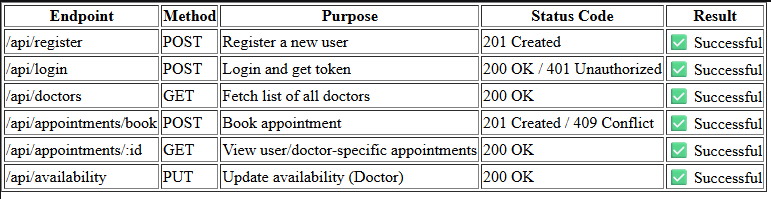 Endpoint Method Purpose Status Code Result
/api/register POST Register a new user 201 Created ✅ Successful
/api/login POST Login and get token 200 OK / 401 Unauthorized ✅ Successful
/api/doctors GET Fetch list of all doctors 200 OK ✅ Successful
/api/appointments/book POST Book appointment 201 Created / 409 Conflict ✅ Successful
/api/appointments/:id GET View user/doctor-specific appointments 200 OK ✅ Successful
/api/availability PUT Update availability (Doctor) 200 OK ✅ Successful